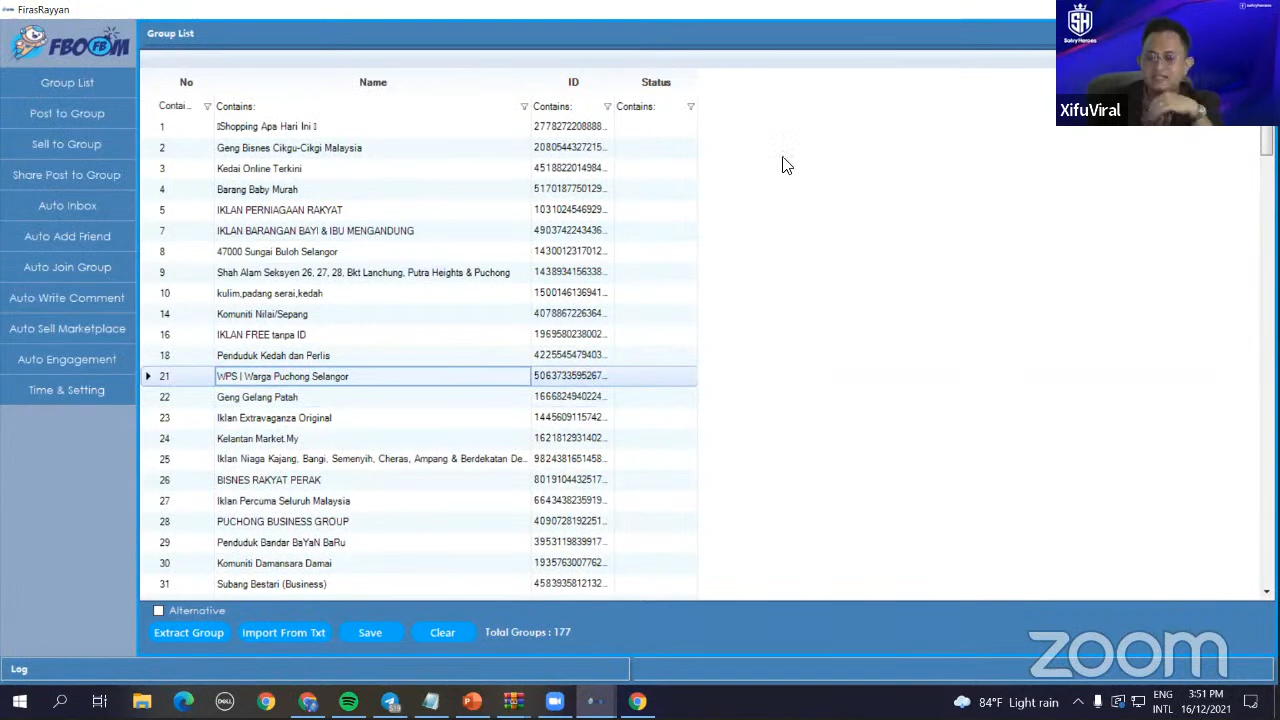 FirasRayyan
FBOOM
FB
Group List
Post to Group
Sell to Group
Share Post to Group
Auto Inbox
Auto Add Friend
Auto Join Group
Auto Write Comment
Auto Sell Marketplace
Auto Engagement
Time & Setting
Group List
No Name ID Status
Contai... Contains: Contains: Contains:
1 Shopping Apa Hari Ini 2778272208888...
2 Geng Bisnes Cikgu-Cikgi Malaysia 2080544327215...
3 Kedai Online Terkini 4518822014984...
4 Barang Baby Murah 5170187750129...
5 IKLAN PERNIAGAAN RAKYAT 1031024546929...
7 IKLAN BARANGAN BAYI & IBU MENGANDUNG 4903742243436...
8 47000 Sungai Buloh Selangor 1430012317012...
9 Shah Alam Seksyen 26, 27, 28, Bkt Lanchung, Putra Heights & Puchong 1438934156338...
10 kulim,padang serai,kedah 1500146136941...
14 Komuniti Nilai/Sepang 4078867226364...
16 IKLAN FREE tanpa ID 1969580238002...
18 Penduduk Kedah dan Perlis 4225545479403...
21 WPS | Warga Puchong Selangor 5063733595267...
22 Geng Gelang Patah 1666824940224...
23 Iklan Extravaganza Original 1445609115742...
24 Kelantan Market.My 1621812931402...
25 Iklan Niaga Kajang, Bangi, Semenyih, Cheras, Ampang & Berdekatan De... 9824381651458...
26 BISNES RAKYAT PERAK 8019104432517...
27 Iklan Percuma Seluruh Malaysia 6643438235919...
28 PUCHONG BUSINESS GROUP 4090728192251...
29 Penduduk Bandar BaYaN BaRu 3953119839917...
30 Komuniti Damansara Damai 1935763007762...
31 Subang Bestari (Business) 4583935812132...
Alternative
Extract Group Import From Txt Save Clear Total Groups : 177
Log
SH
SolvyHeroes
XifuViral
zoom
DELL
84°F Light rain
ENG
INTL
3:51 PM
16/12/2021